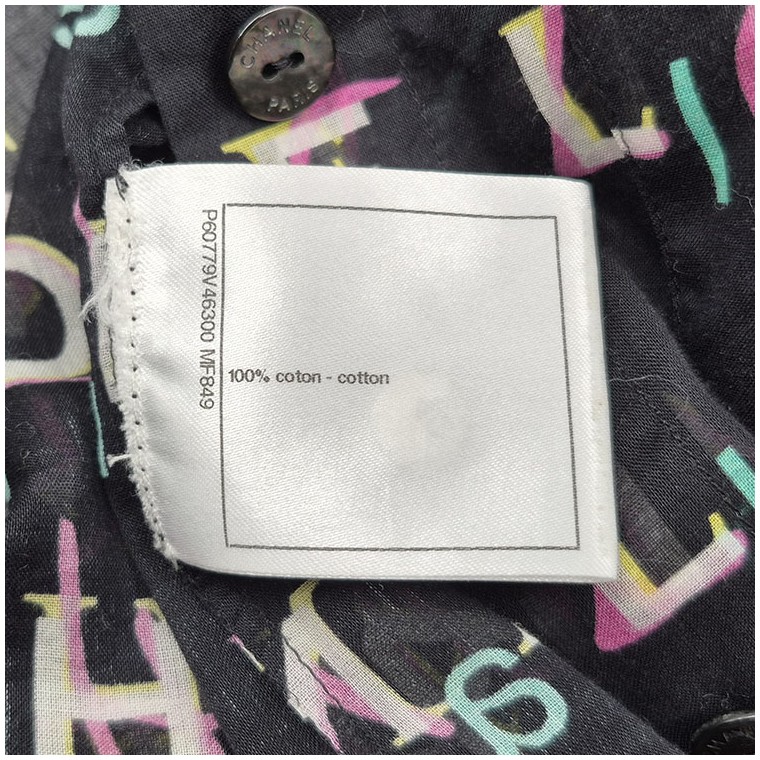 CHANEL
PARIS
P60779V46300 MF849
100% coton - cotton